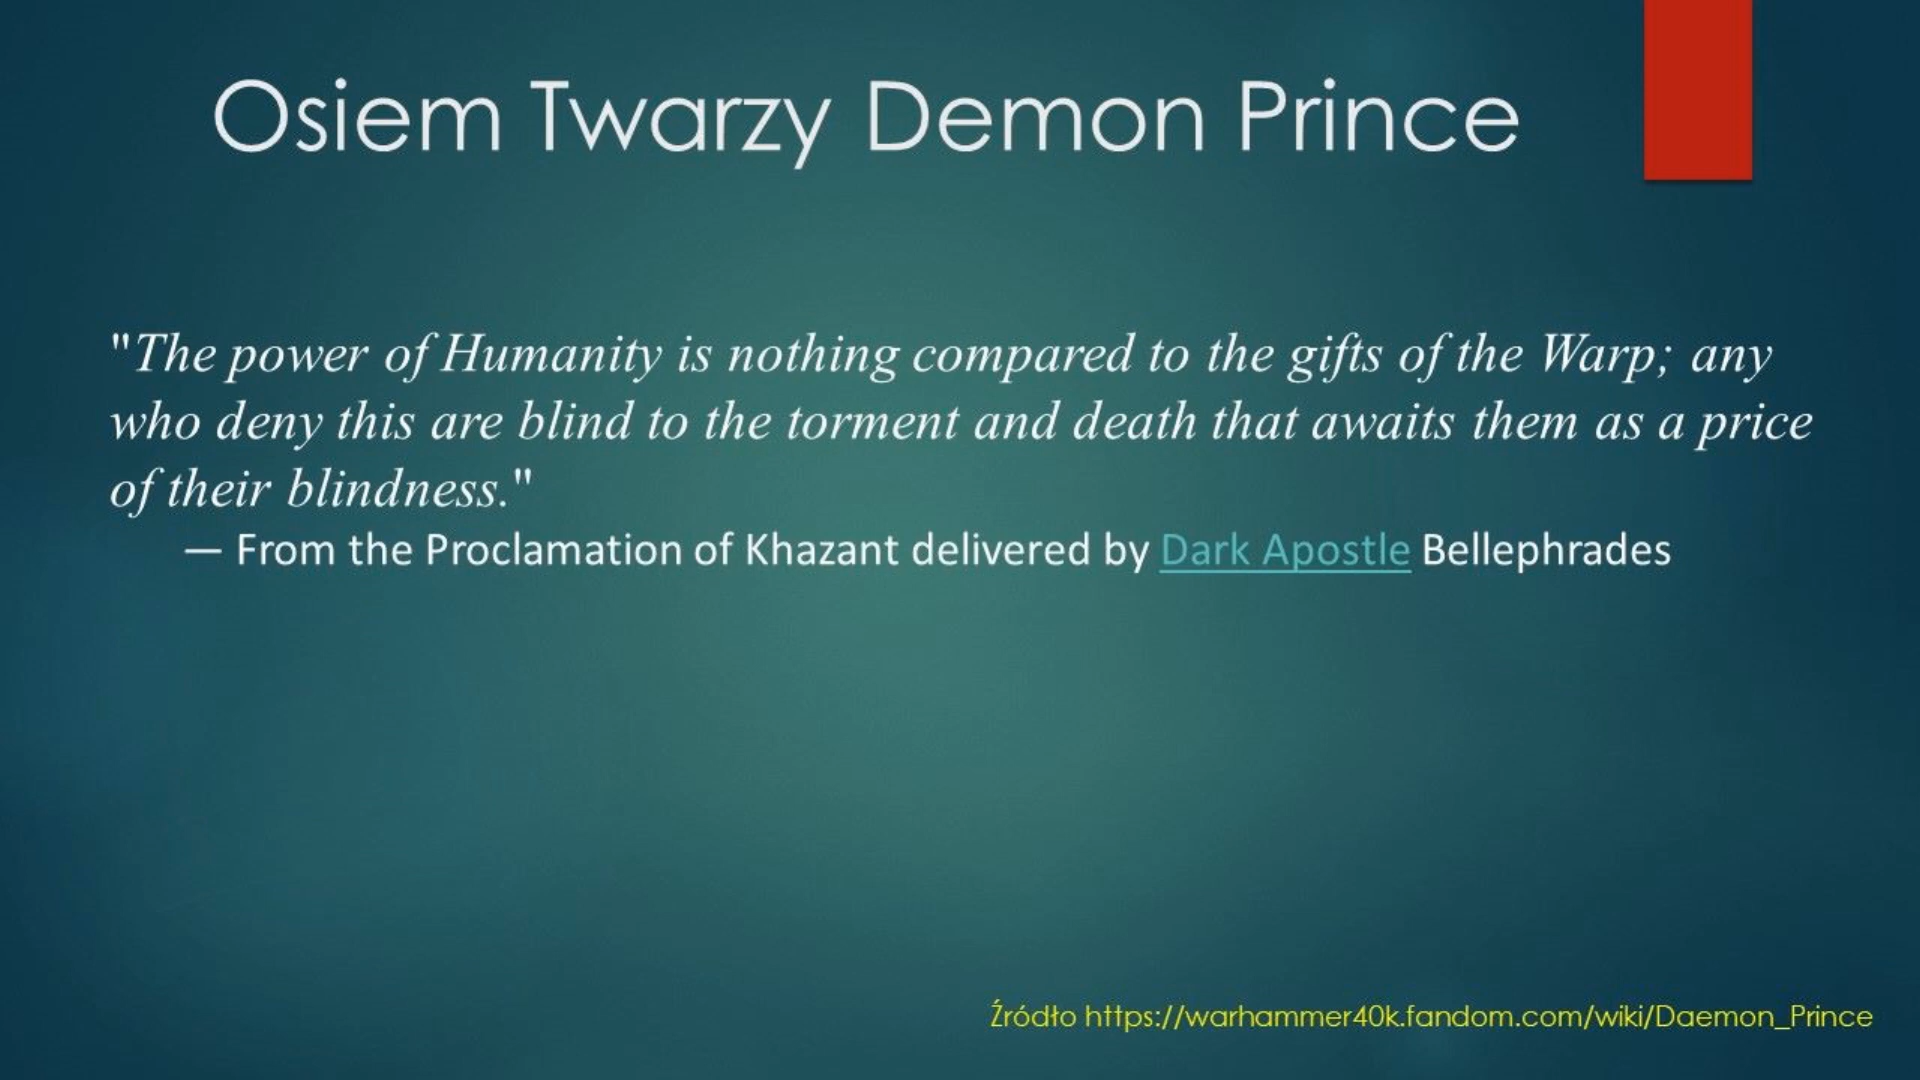 Osiem Twarzy Demon Prince
"The power of Humanity is nothing compared to the gifts of the Warp; any
who deny this are blind to the torment and death that awaits them as a price
of their blindness."
— From the Proclamation of Khazant delivered by Dark Apostle Bellephrades
Źródło https://warhammer40k.fandom.com/wiki/Daemon_Prince